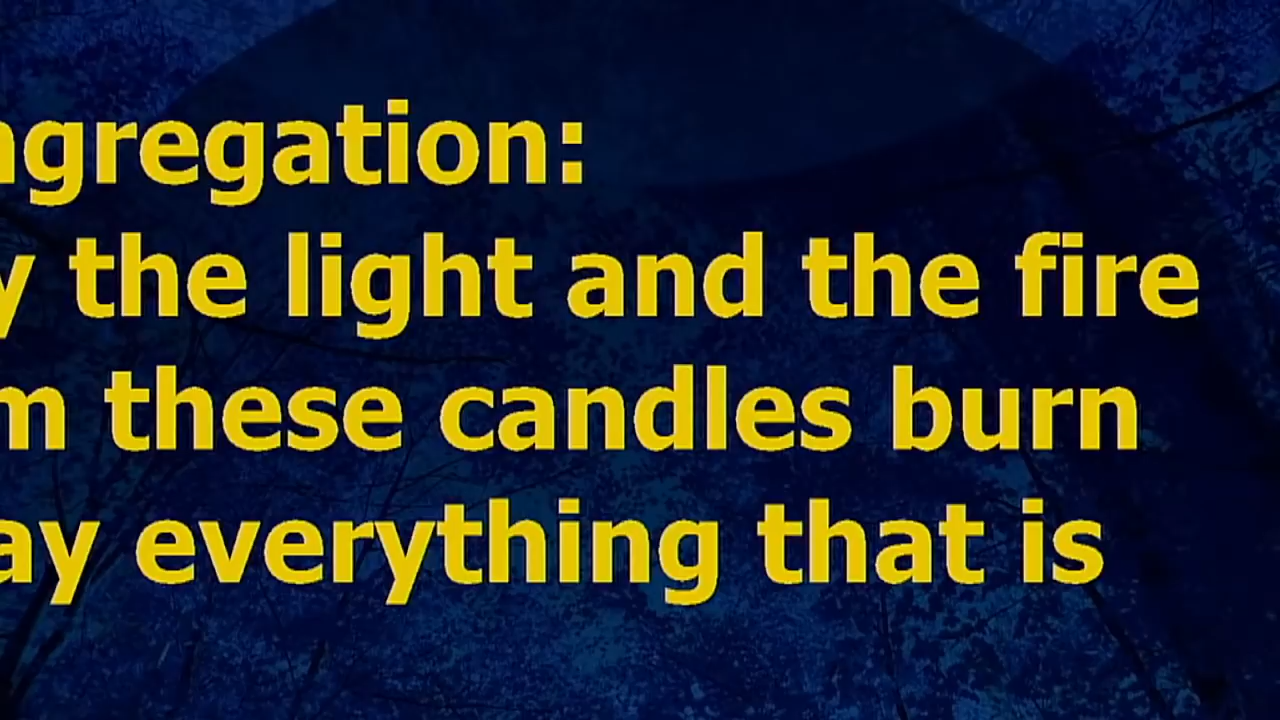 ngregation:
y the light and the fire
m these candles burn
ay everything that is